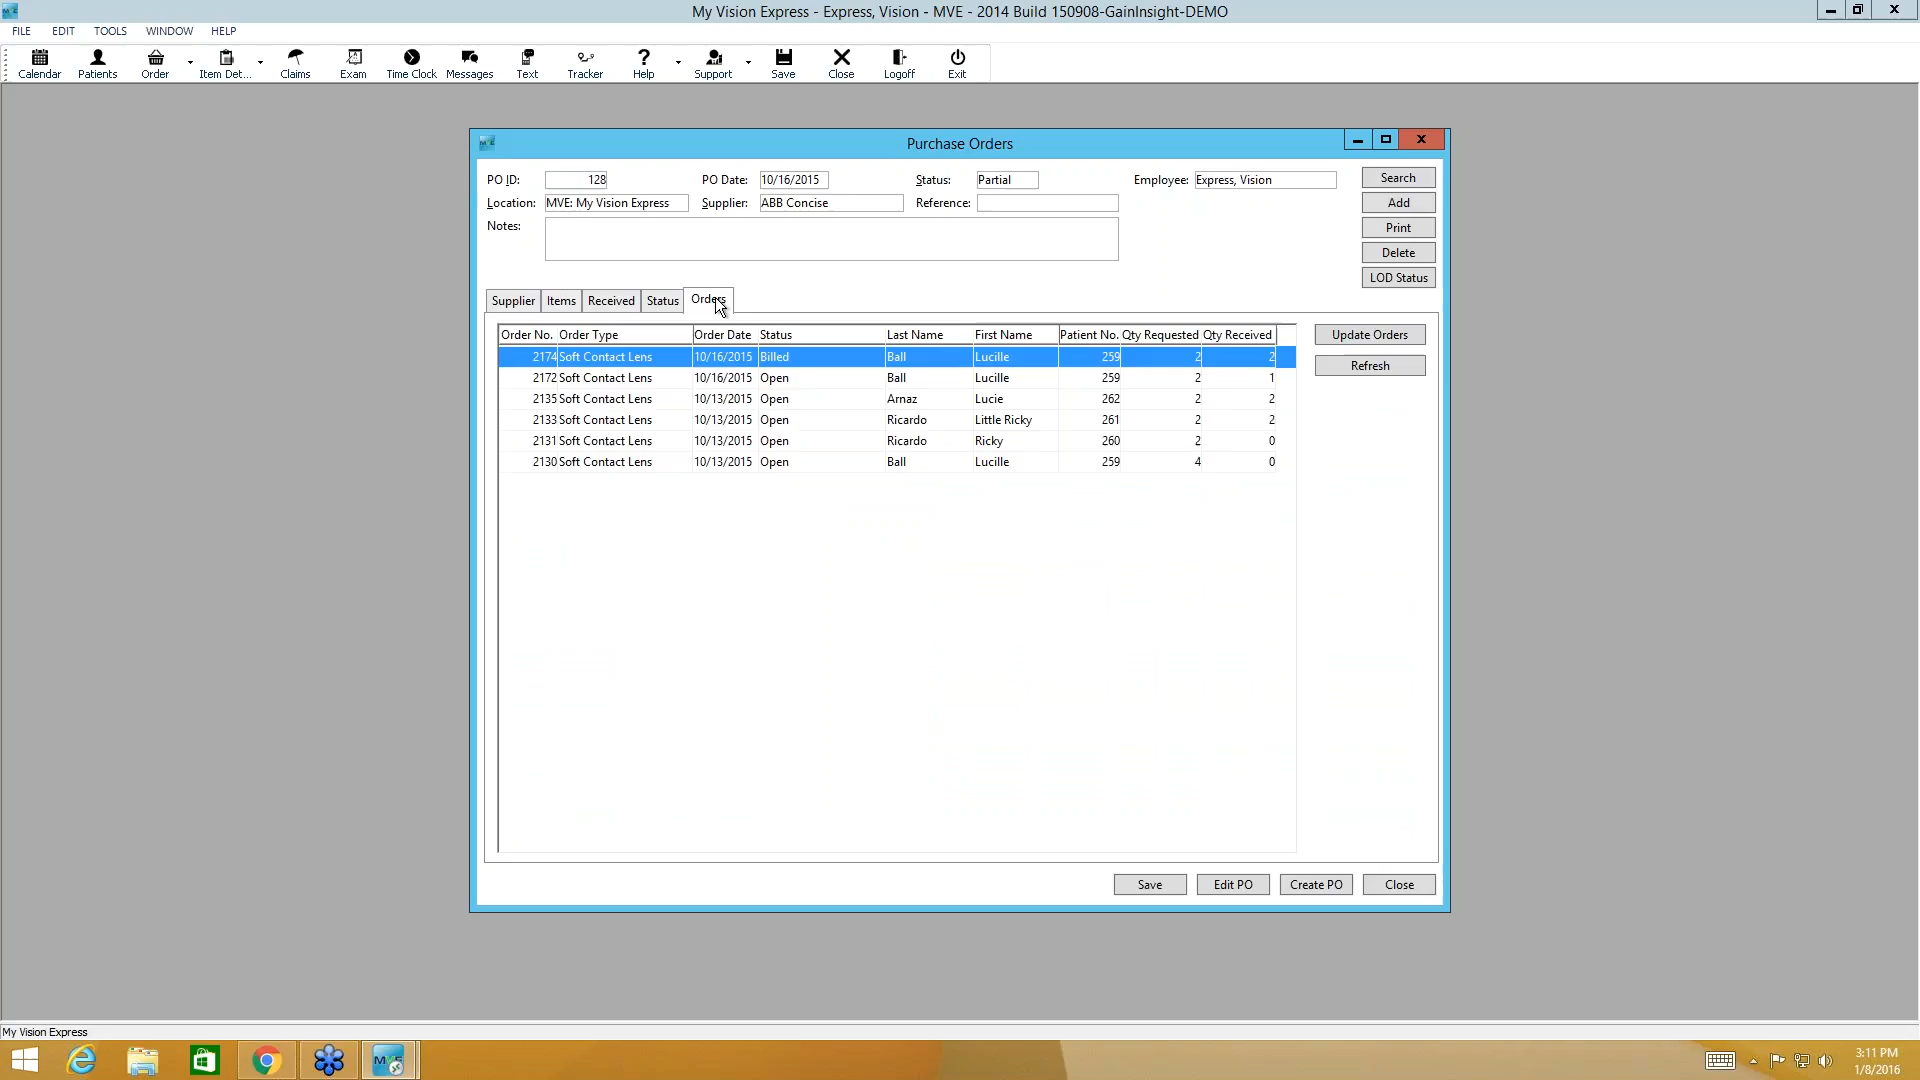 My Vision Express - Express, Vision - MVE - 2014 Build 150908-GainInsight-DEMO
FILE EDIT TOOLS WINDOW HELP
Calendar Patients Order Item Det... Claims Exam Time Clock Messages Text Tracker Help Support Save Close Logoff Exit
Purchase Orders
PO ID: 128 PO Date: 10/16/2015 Status: Partial Employee: Express, Vision Search
Location: MVE: My Vision Express Supplier: ABB Concise Reference: Add
Notes: Print
Delete
LOD Status
Supplier Items Received Status Orders
Order No. Order Type Order Date Status Last Name First Name Patient No. Qty Requested Qty Received Update Orders
2174 Soft Contact Lens 10/16/2015 Billed Ball Lucille 259 2 2 Refresh
2172 Soft Contact Lens 10/16/2015 Open Ball Lucille 259 2 1
2135 Soft Contact Lens 10/13/2015 Open Arnaz Lucie 262 2 2
2133 Soft Contact Lens 10/13/2015 Open Ricardo Little Ricky 261 2 2
2131 Soft Contact Lens 10/13/2015 Open Ricardo Ricky 260 2 0
2130 Soft Contact Lens 10/13/2015 Open Ball Lucille 259 4 0
Save Edit PO Create PO Close
My Vision Express
3:11 PM
1/8/2016